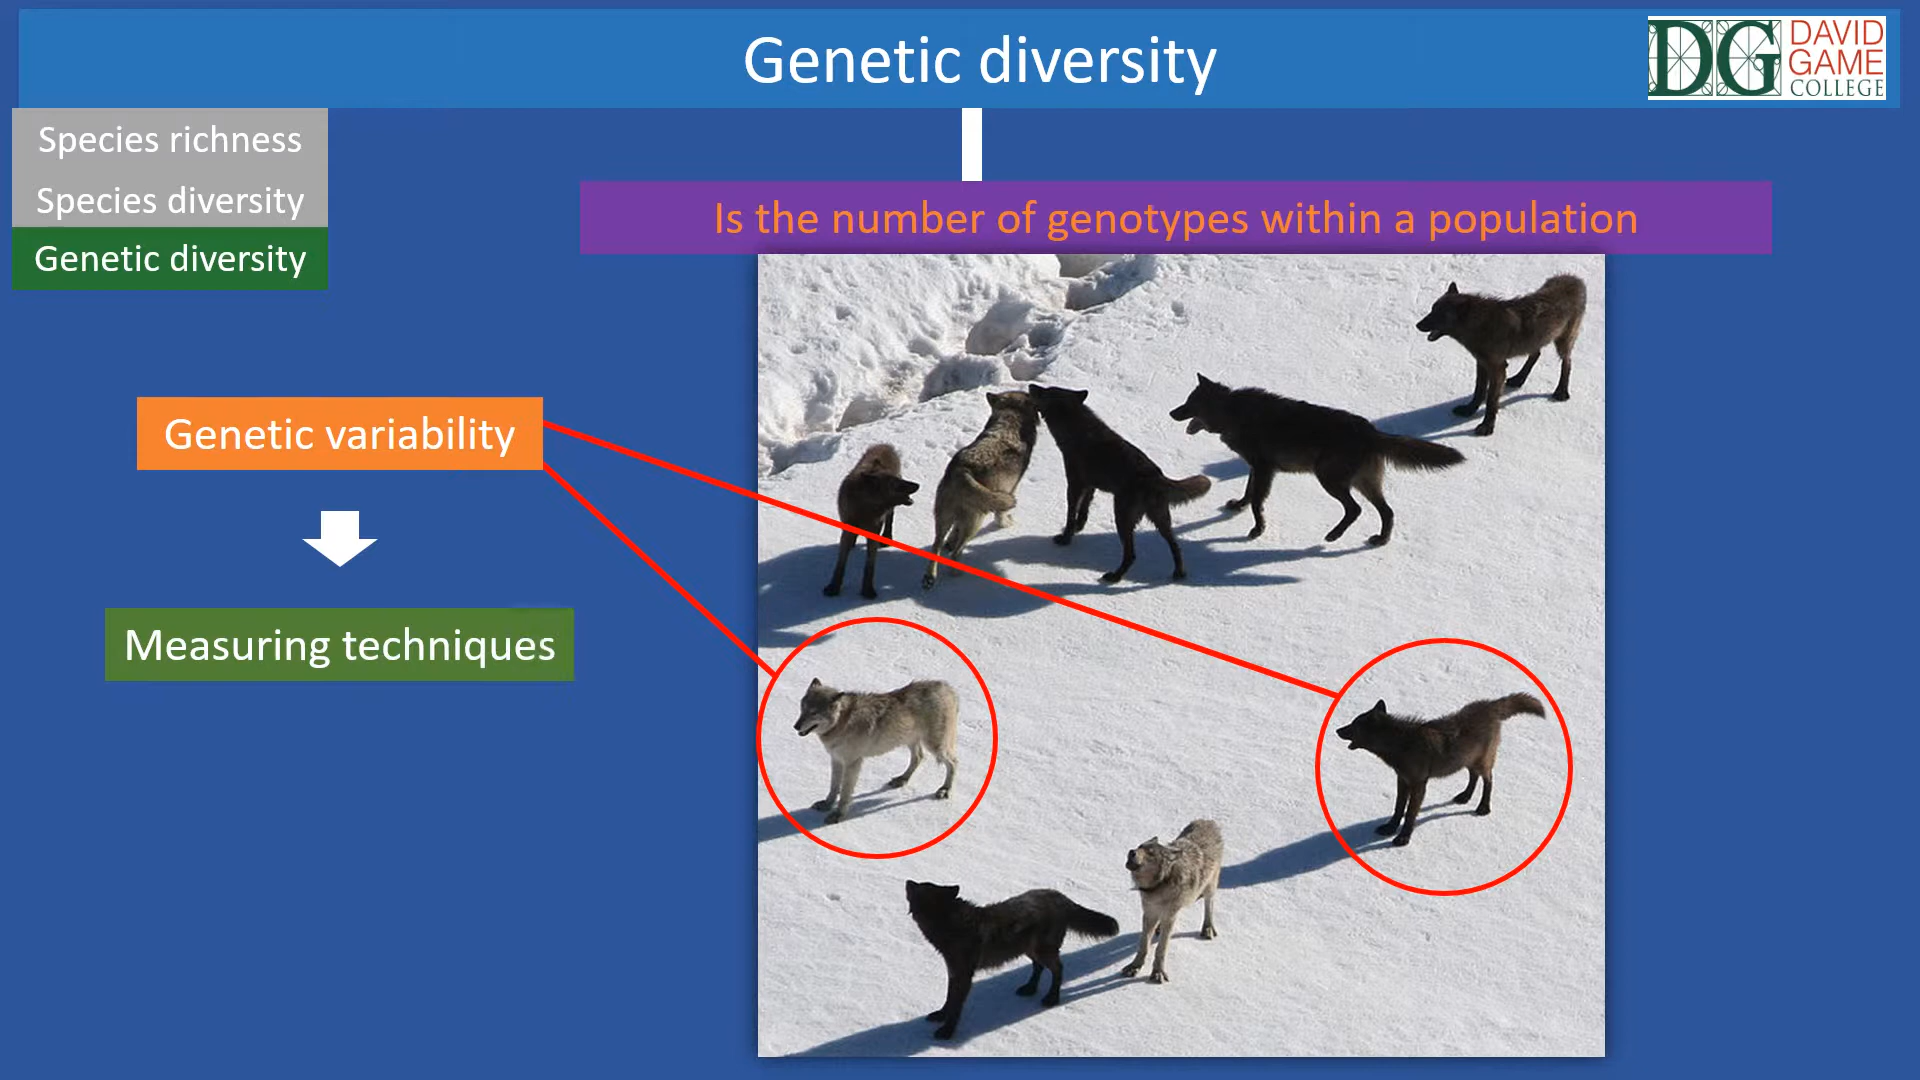 Genetic diversity
DG DAVID
GAME
COLLEGE
Species richness
Species diversity
Genetic diversity
Is the number of genotypes within a population
Genetic variability
Measuring techniques